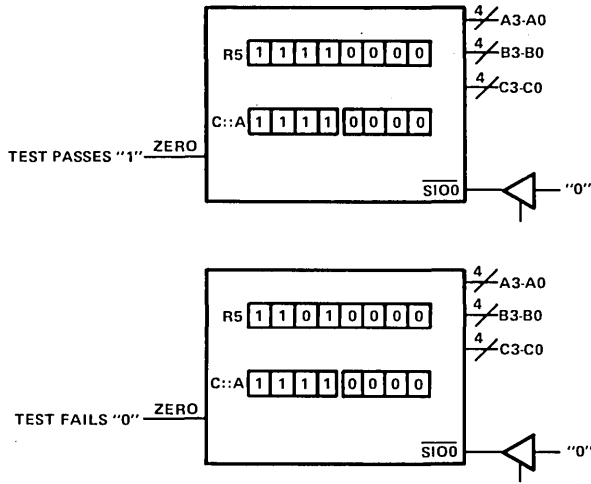 4 A3-A0
R5 1 1 1 1 0 0 0 0
4 B3-B0
4 C3-C0
C::A 1 1 1 1 0 0 0 0
TEST PASSES "1" ZERO
SIO0 "0"
4 A3-A0
R5 1 1 0 1 0 0 0 0
4 B3-B0
4 C3-C0
C::A 1 1 1 1 0 0 0 0
TEST FAILS "0" ZERO
SIO0 "0"